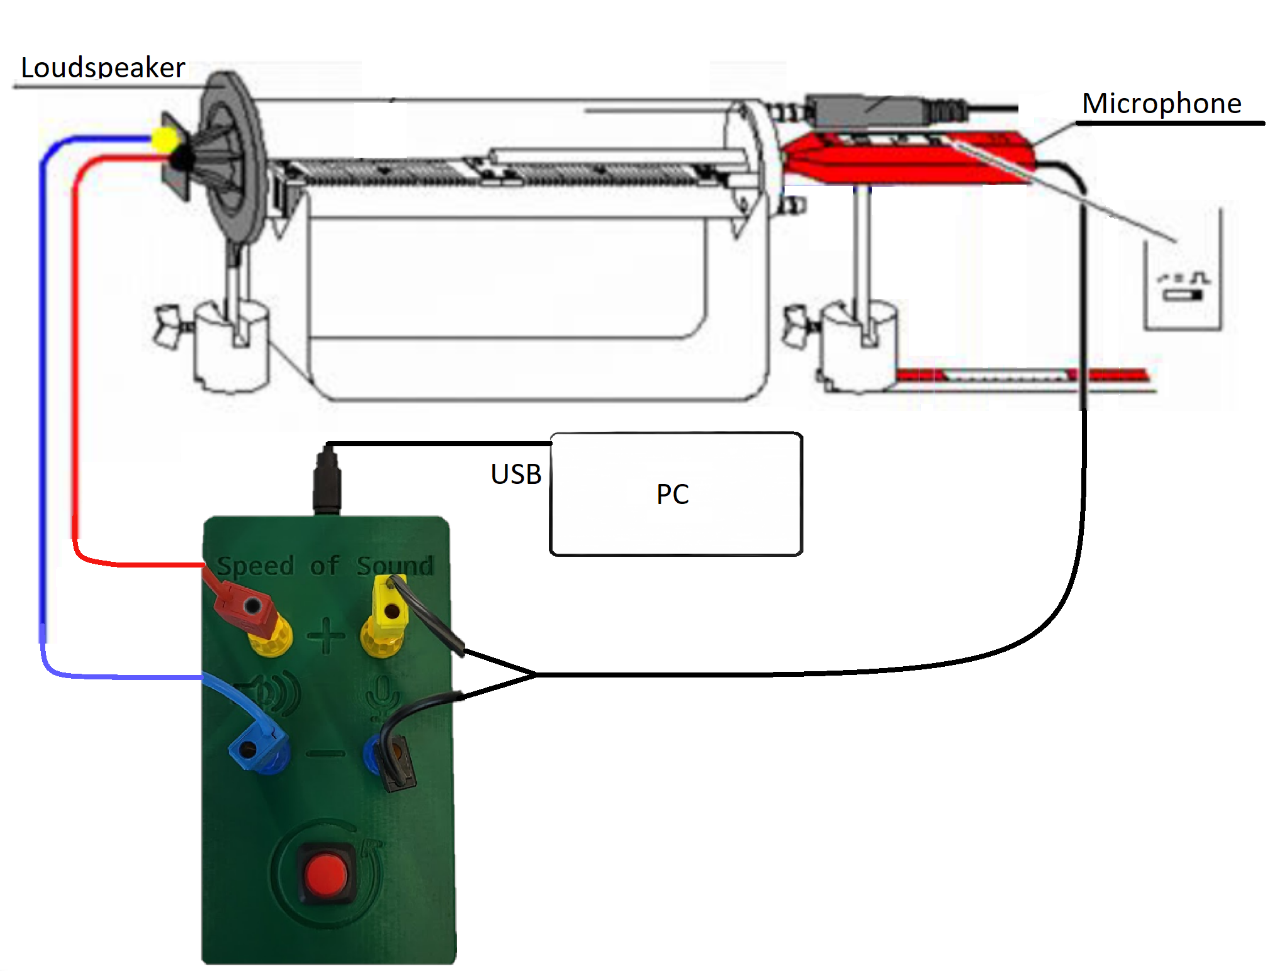 Loudspeaker
Microphone
USB
PC
Speed of Sound
+
−